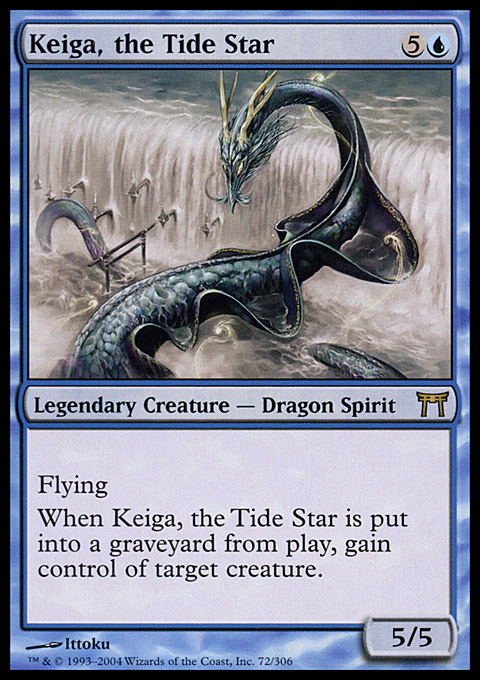 Keiga, the Tide Star 5
Legendary Creature — Dragon Spirit
Flying
When Keiga, the Tide Star is put
into a graveyard from play, gain
control of target creature.
5/5
Ittoku
™ & © 1993–2004 Wizards of the Coast, Inc. 72/306